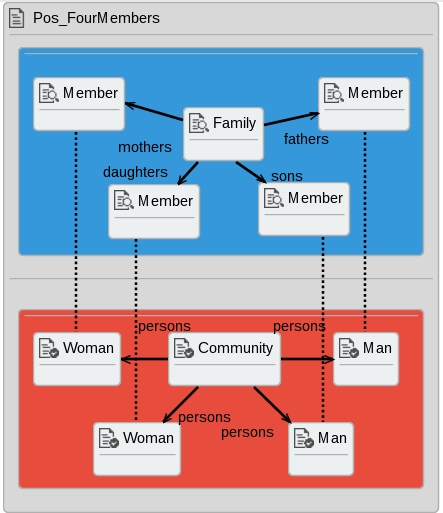 Pos_FourMembers
Member
Family
Member
mothers
fathers
daughters
sons
Member
Member
persons
persons
Woman
Community
Man
persons
persons
Woman
Man